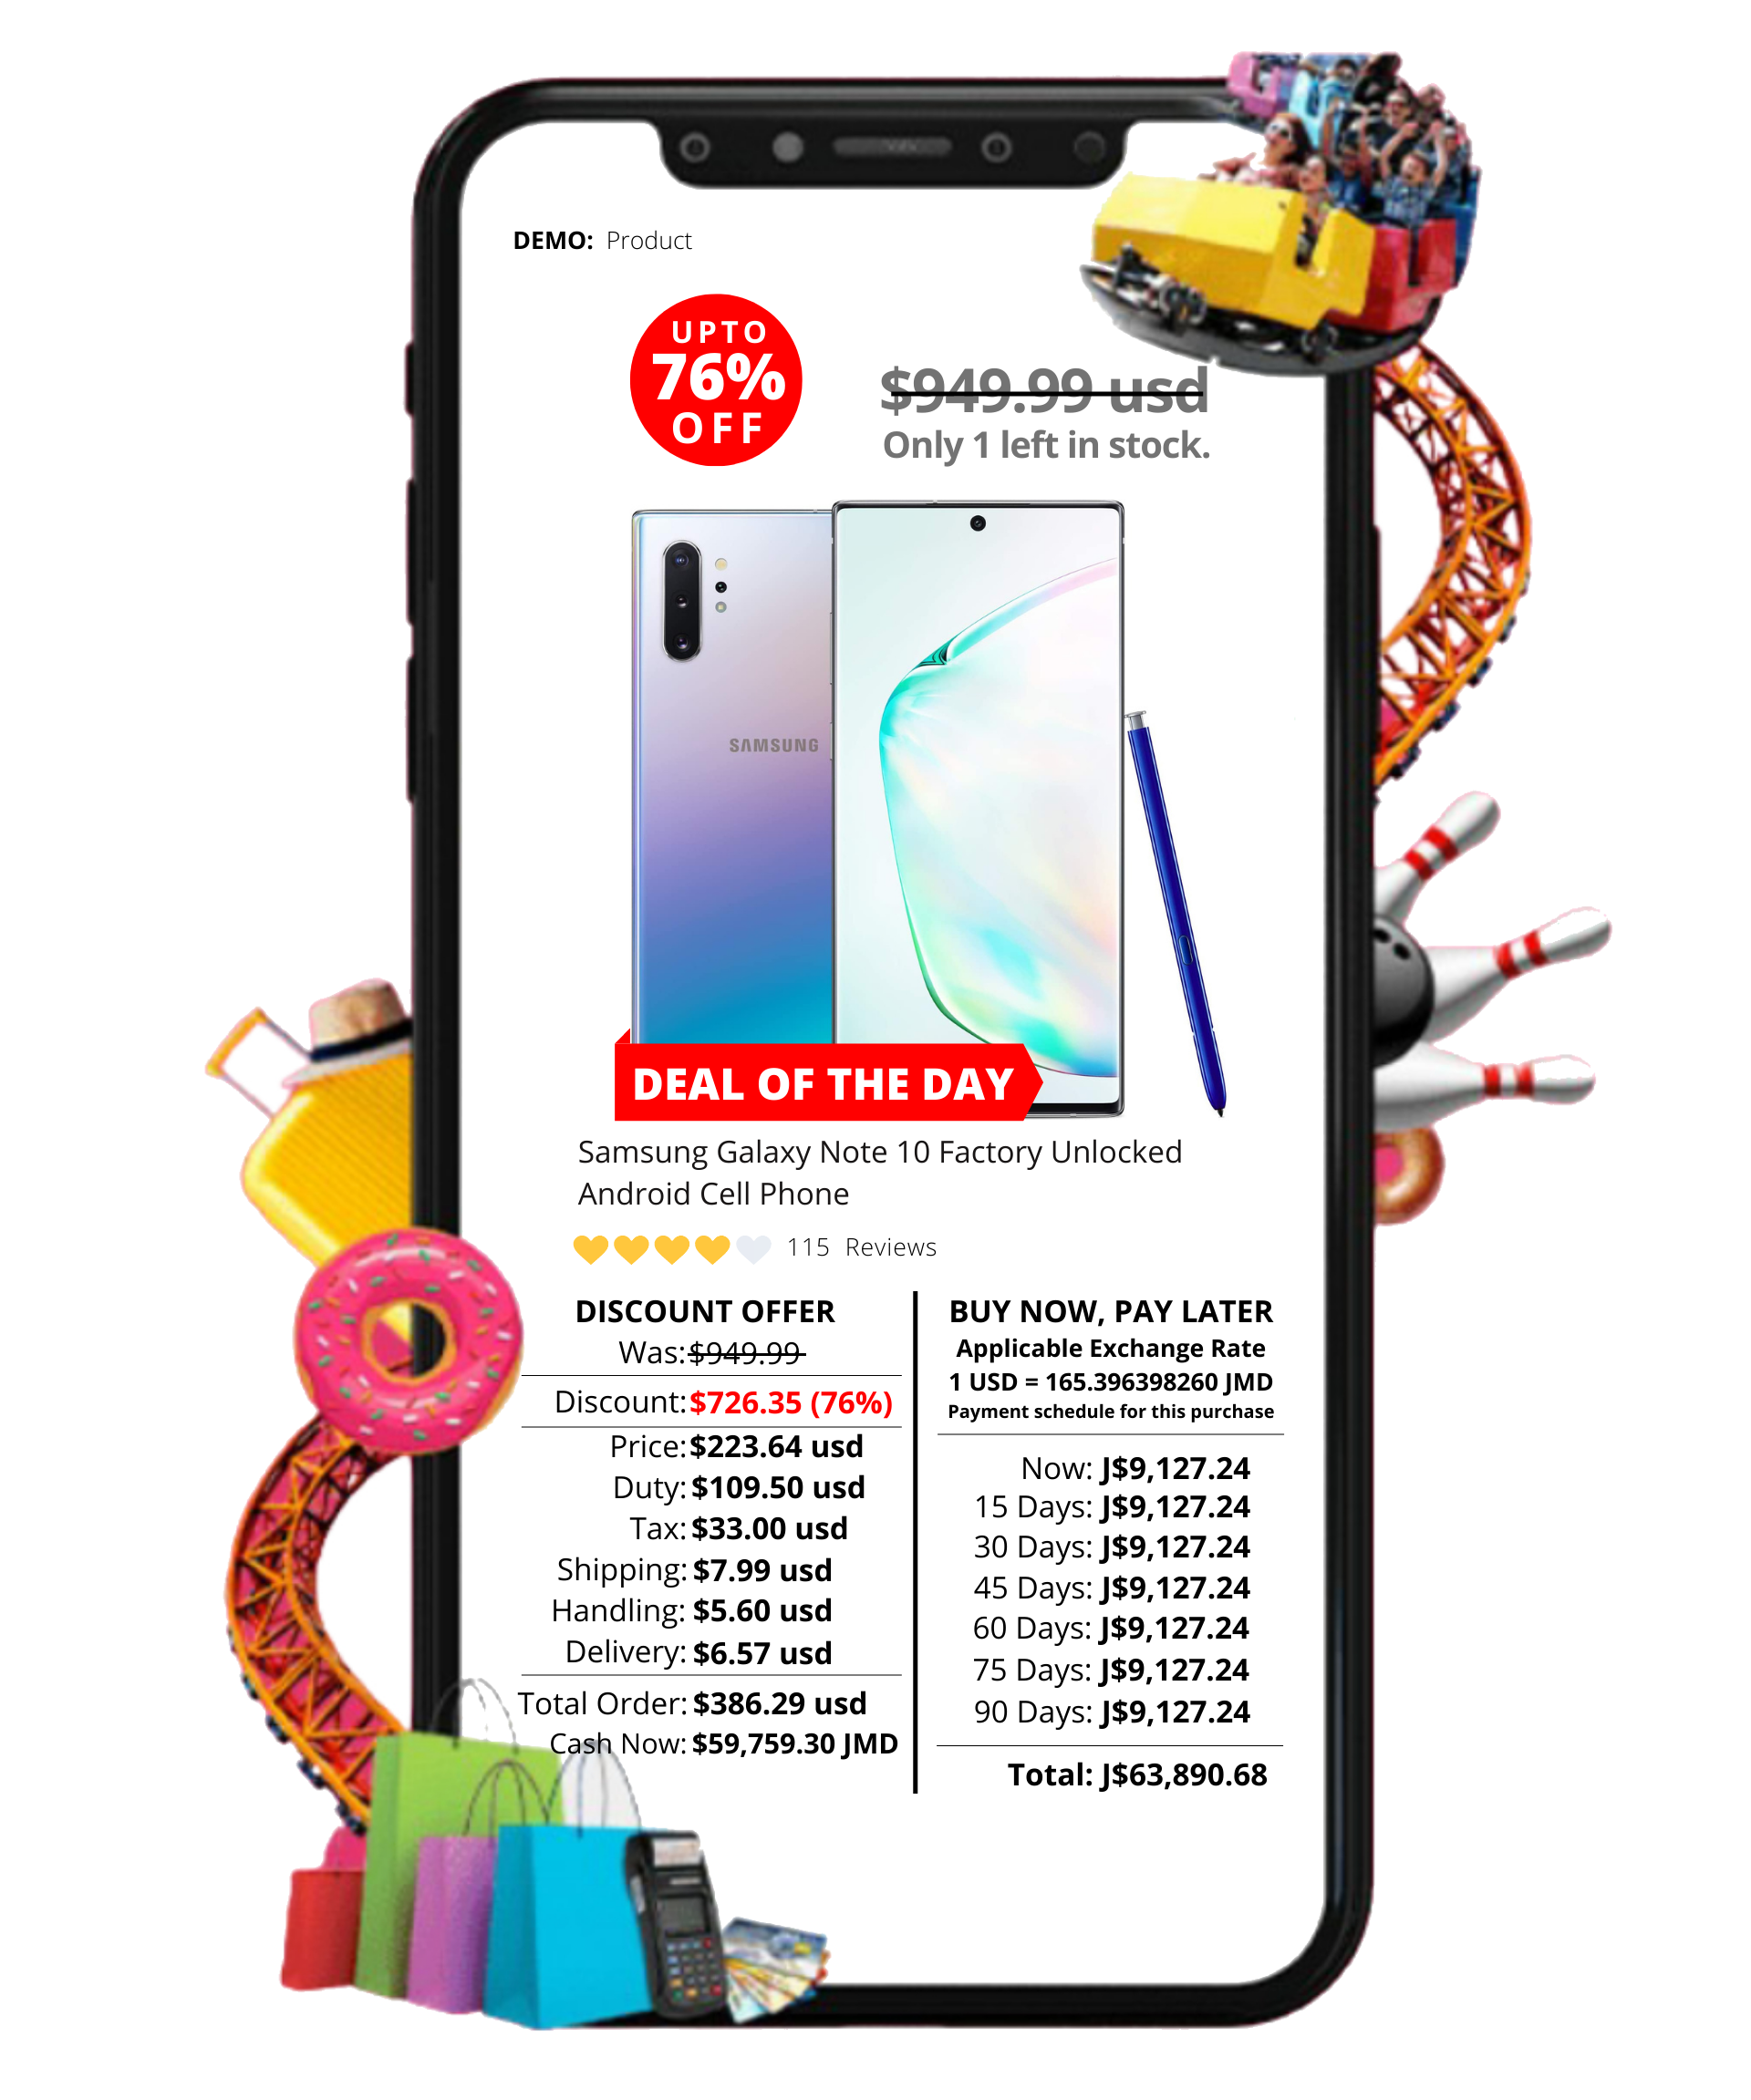 DEMO: Product
UPTO
76%
OFF
$949.99 usd
Only 1 left in stock.
SAMSUNG
DEAL OF THE DAY
Samsung Galaxy Note 10 Factory Unlocked
Android Cell Phone
115 Reviews
DISCOUNT OFFER
Was: $949.99
Discount: $726.35 (76%)
Price: $223.64 usd
Duty: $109.50 usd
Tax: $33.00 usd
Shipping: $7.99 usd
Handling: $5.60 usd
Delivery: $6.57 usd
Total Order: $386.29 usd
Cash Now: $59,759.30 JMD
BUY NOW, PAY LATER
Applicable Exchange Rate
1 USD = 165.396398260 JMD
Payment schedule for this purchase
Now: J$9,127.24
15 Days: J$9,127.24
30 Days: J$9,127.24
45 Days: J$9,127.24
60 Days: J$9,127.24
75 Days: J$9,127.24
90 Days: J$9,127.24
Total: J$63,890.68